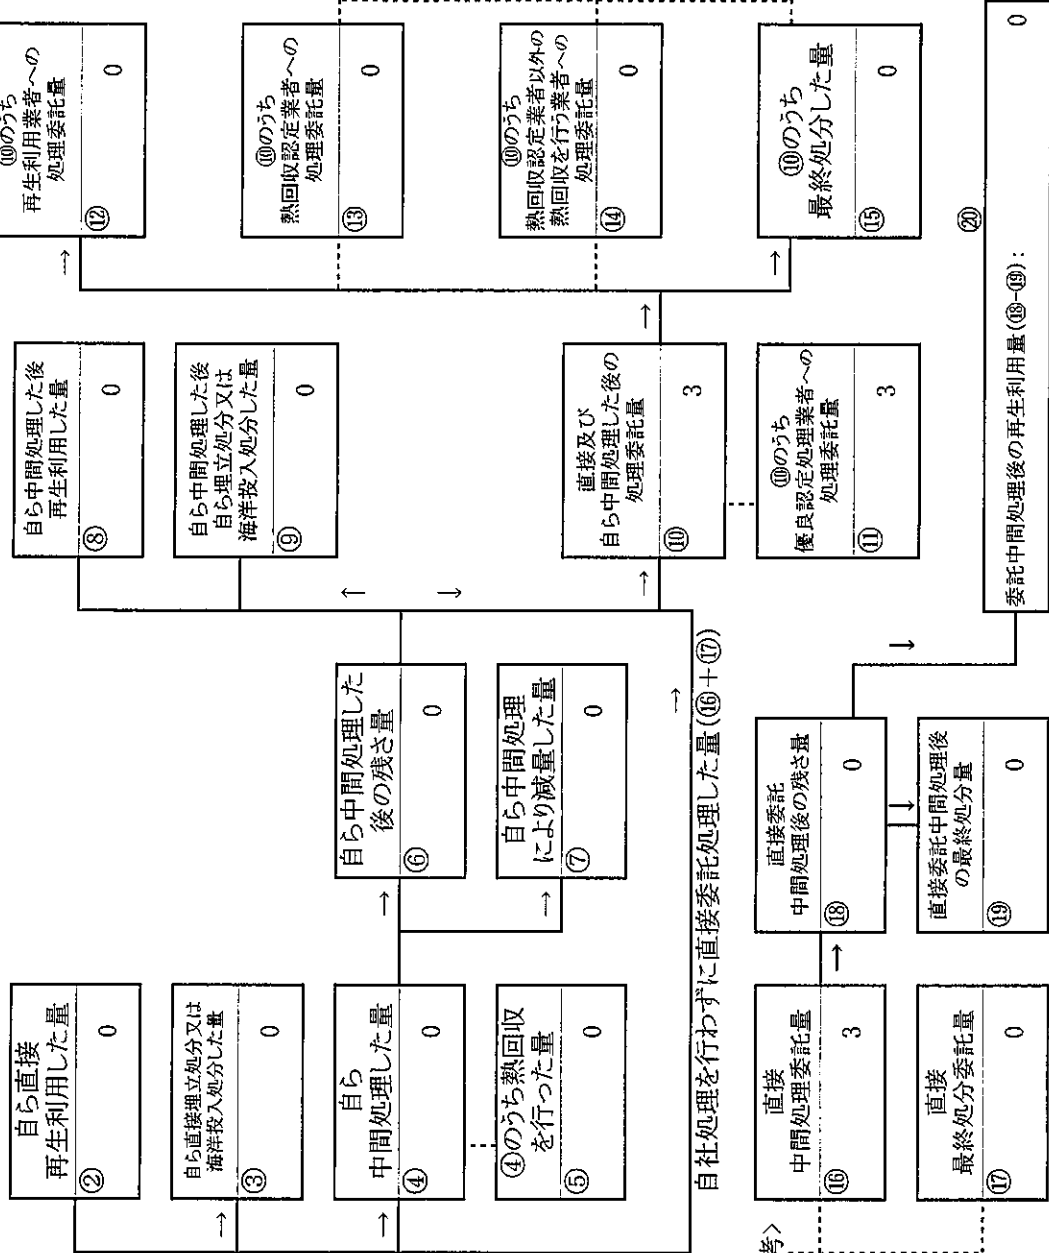 自ら直接
再生利用した量
② 0
自ら直接埋立処分又は
海洋投入処分した量
③ 0
自ら
中間処理した量
④ 0
④のうち熱回収
を行った量
⑤ 0
自ら中間処理した
後の残さ量
⑥ 0
自ら中間処理
により減量した量
⑦ 0
自ら中間処理した後
再生利用した量
⑧ 0
自ら中間処理した後
自ら埋立処分又は
海洋投入処分した量
⑨ 0
直接及び
自ら中間処理した後の
処理委託量
⑩ 3
⑩のうち
優良認定処理業者への
処理委託量
⑪ 3
⑩のうち
再生利用業者への
処理委託量
⑫ 0
⑩のうち
熱回収認定業者への
処理委託量
⑬ 0
⑩のうち
熱回収認定業者以外の
熱回収を行う業者への
処理委託量
⑭ 0
⑩のうち
最終処分した量
⑮ 0
自社処理を行わずに直接委託処理した量(⑯+⑰)
考>
直接
中間処理委託量
⑯ 3
直接
最終処分委託量
⑰ 0
直接委託
中間処理後の残さ量
⑱ 0
直接委託中間処理後
の最終処分量
⑲ 0
⑳
委託中間処理後の再生利用量(⑱-⑲): 0